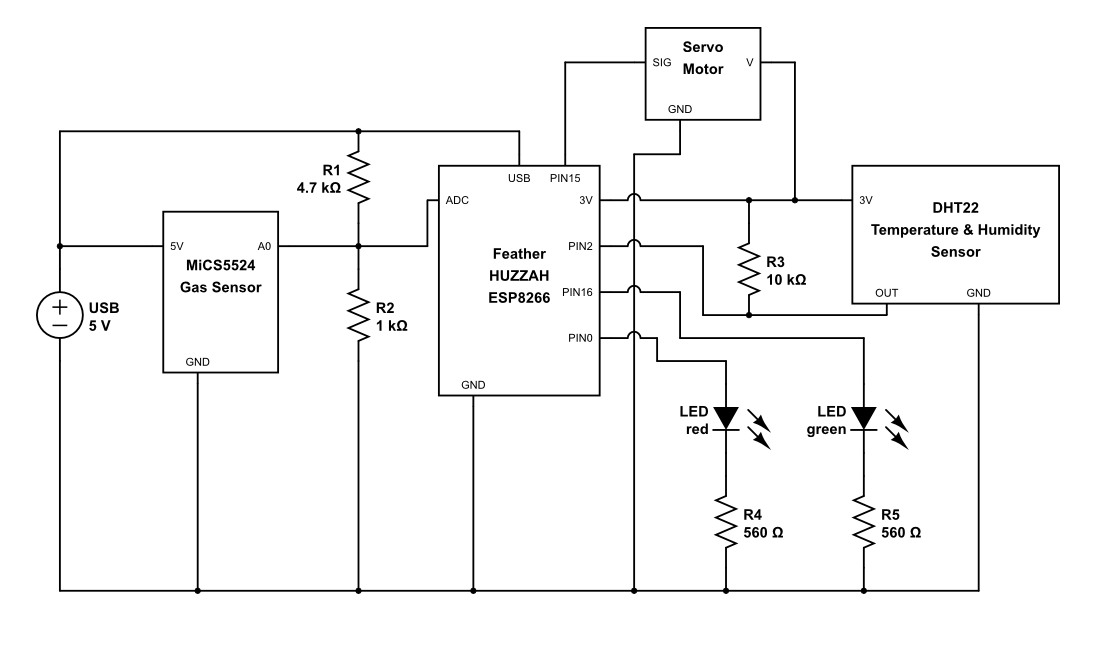 Servo
Motor
SIG
V
GND
R1
4.7 kΩ
USB
PIN15
ADC
3V
PIN2
PIN16
PIN0
GND
Feather
HUZZAH
ESP8266
3V
DHT22
Temperature & Humidity
Sensor
OUT
GND
5V
A0
MiCS5524
Gas Sensor
GND
R3
10 kΩ
USB
5 V
R2
1 kΩ
LED
red
LED
green
R4
560 Ω
R5
560 Ω